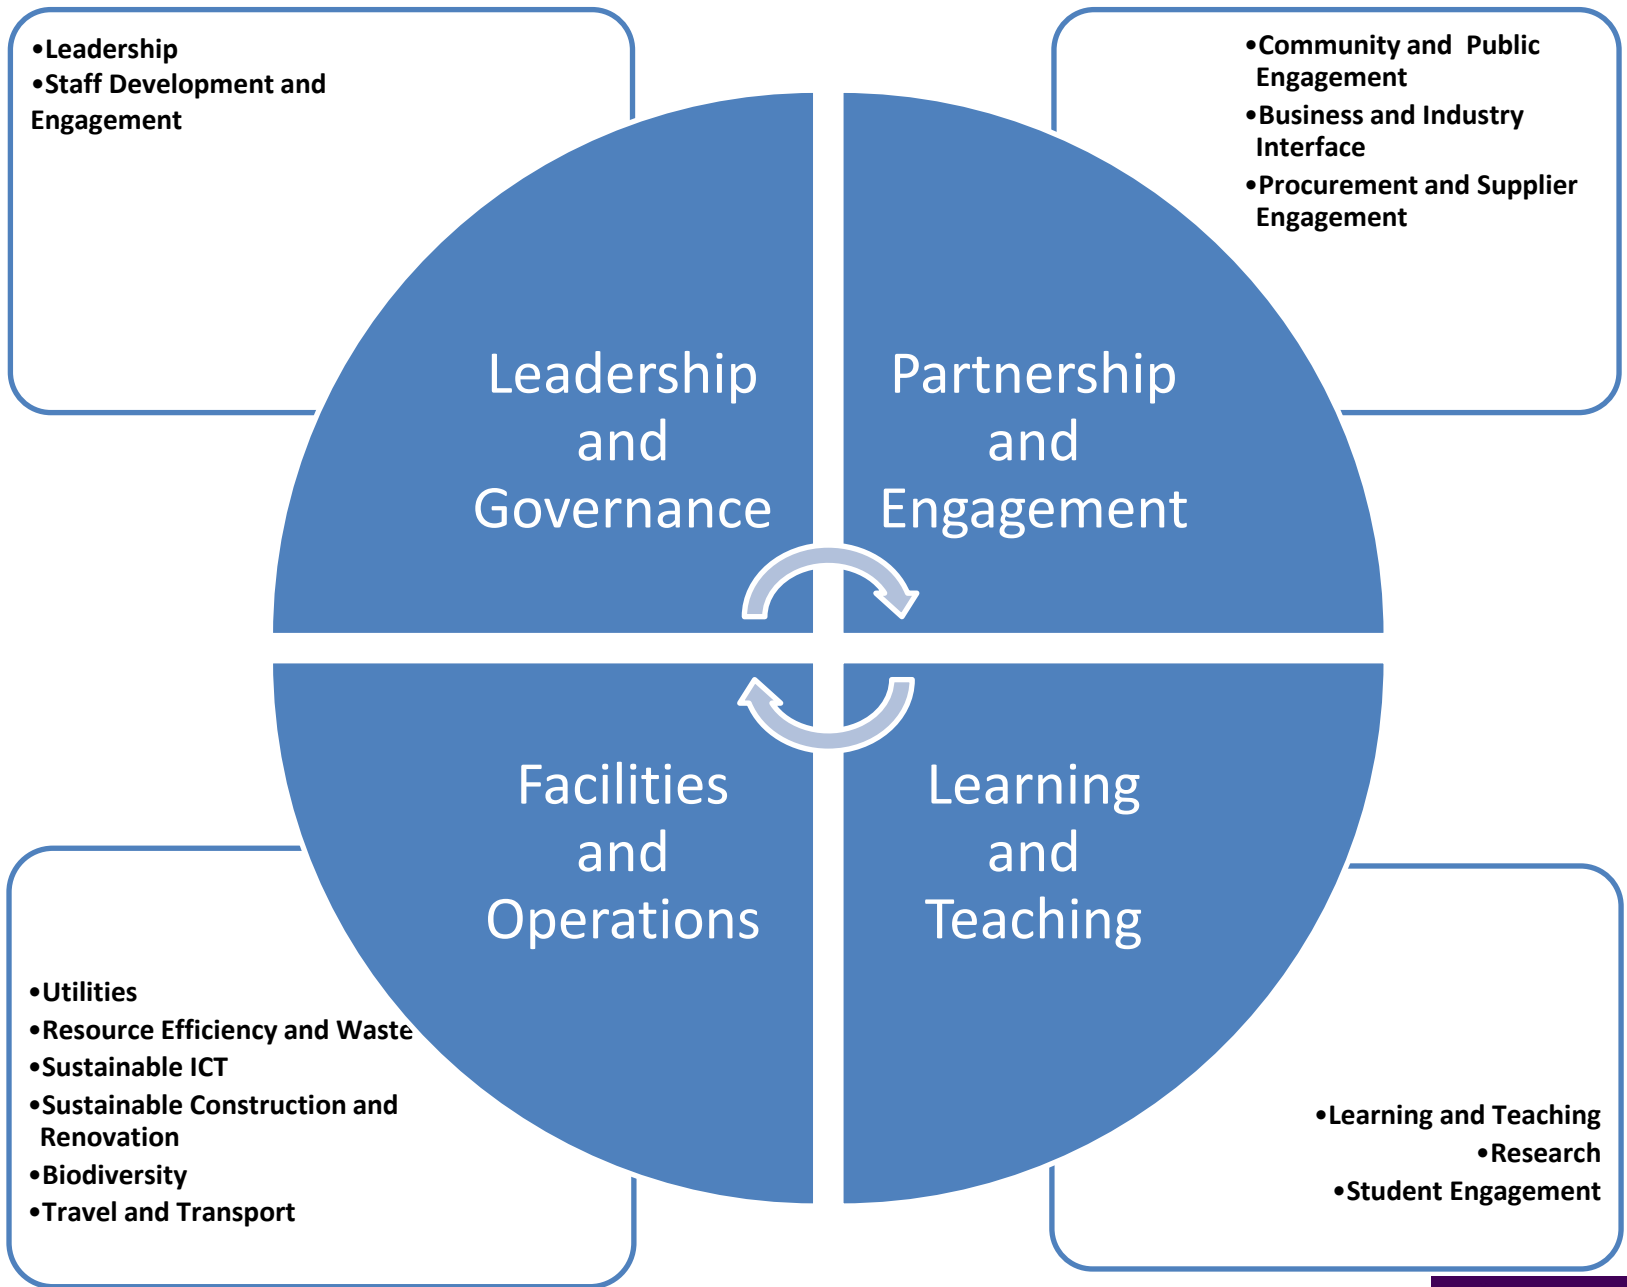 •Leadership
•Staff Development and
Engagement
•Community and  Public
Engagement
•Business and Industry
Interface
•Procurement and Supplier
Engagement
Leadership
and
Governance
Partnership
and
Engagement
Facilities
and
Operations
Learning
and
Teaching
•Utilities
•Resource Efficiency and Waste
•Sustainable ICT
•Sustainable Construction and
Renovation
•Biodiversity
•Travel and Transport
•Learning and Teaching
•Research
•Student Engagement